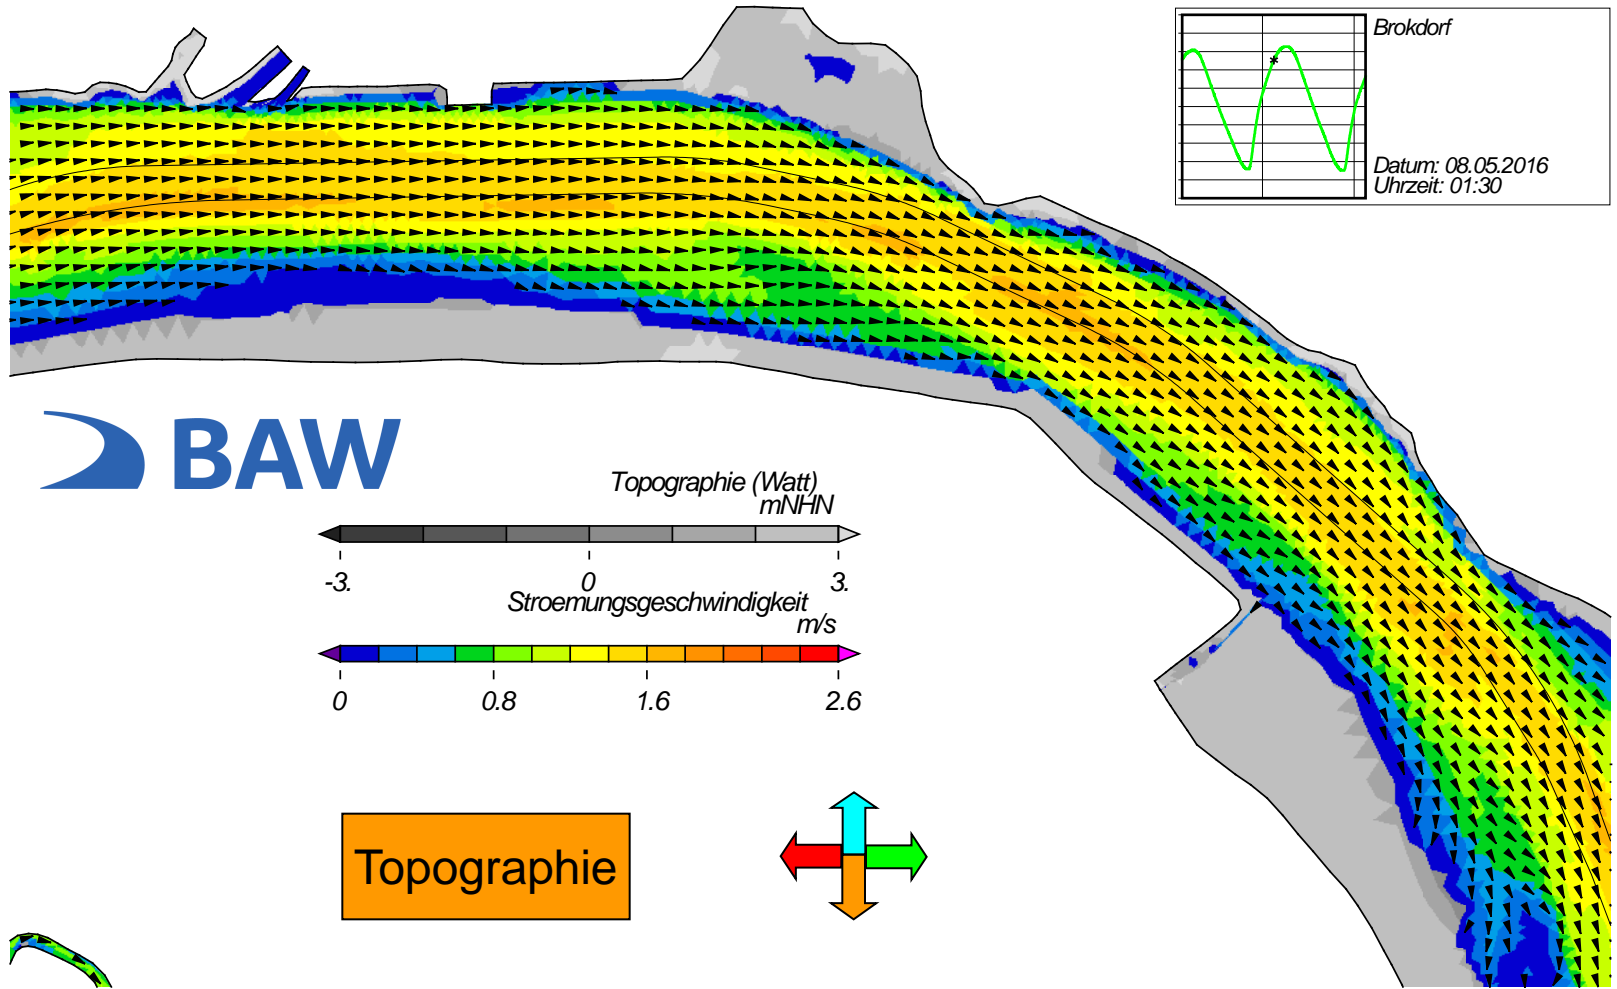 Brokdorf
Datum: 08.05.2016
Uhrzeit: 01:30
BAW
Topographie (Watt)
mNHN
-3. 0 3.
Stroemungsgeschwindigkeit
m/s
0 0.8 1.6 2.6
Topographie